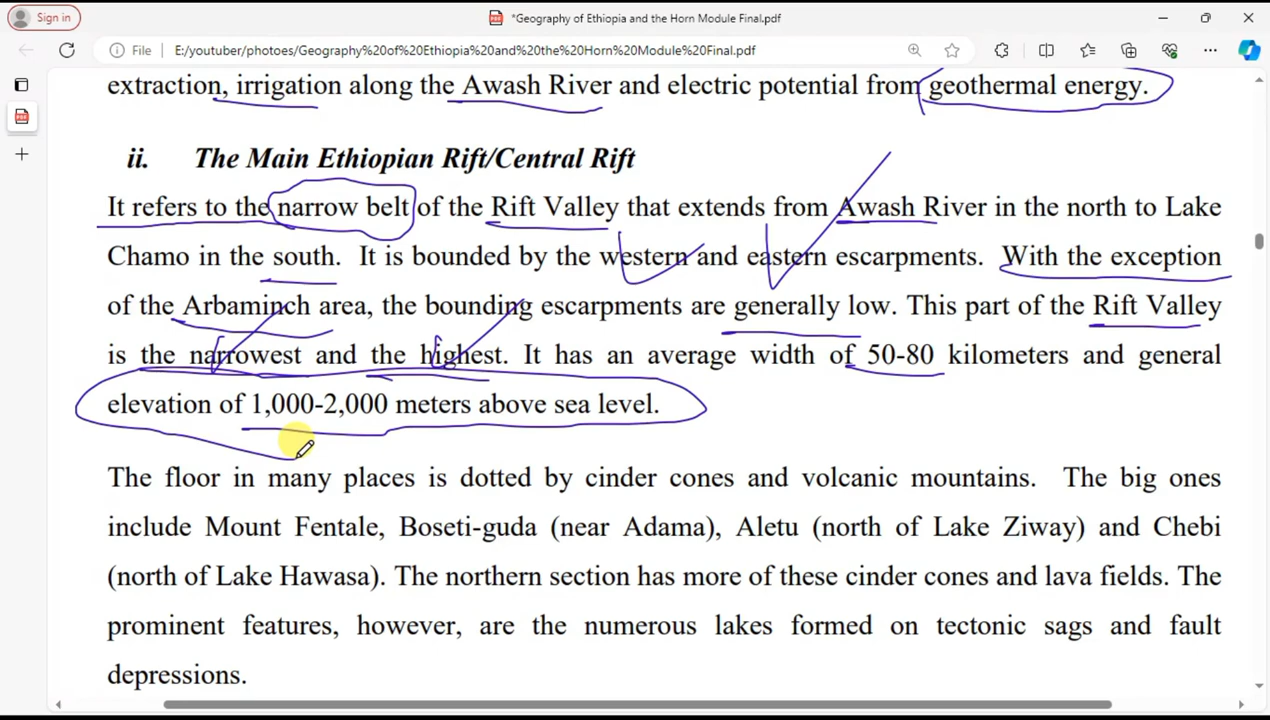 Sign in
*Geography of Ethiopia and the Horn Module Final.pdf
File
E:/youtuber/photoes/Geography%20of%20Ethiopia%20and%20the%20Horn%20Module%20Final.pdf
extraction, irrigation along the Awash River and electric potential from geothermal energy.
ii. The Main Ethiopian Rift/Central Rift
It refers to the narrow belt of the Rift Valley that extends from Awash River in the north to Lake
Chamo in the south. It is bounded by the western and eastern escarpments. With the exception
of the Arbaminch area, the bounding escarpments are generally low. This part of the Rift Valley
is the narrowest and the highest. It has an average width of 50-80 kilometers and general
elevation of 1,000-2,000 meters above sea level.
The floor in many places is dotted by cinder cones and volcanic mountains. The big ones
include Mount Fentale, Boseti-guda (near Adama), Aletu (north of Lake Ziway) and Chebi
(north of Lake Hawasa). The northern section has more of these cinder cones and lava fields. The
prominent features, however, are the numerous lakes formed on tectonic sags and fault
depressions.